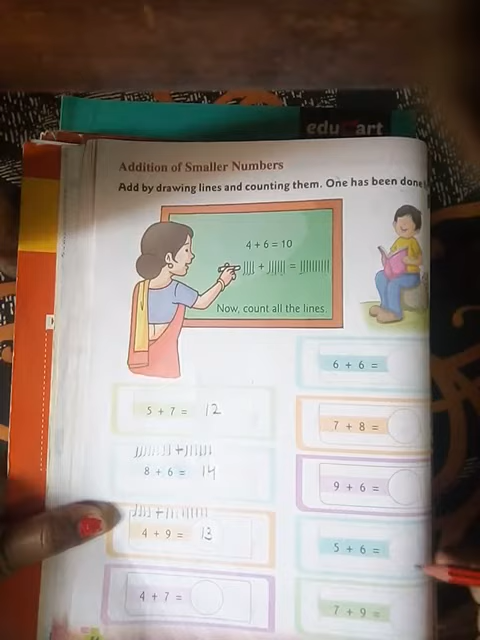 educart
Addition of Smaller Numbers
Add by drawing lines and counting them. One has been done
4 + 6 = 10
|||| + |||||| = ||||||||||
Now, count all the lines.
5 + 7 = 12
8 + 6 = 14
4 + 9 = 13
4 + 7 =
6 + 6 =
7 + 8 =
9 + 6 =
5 + 6 =
7 + 9 =